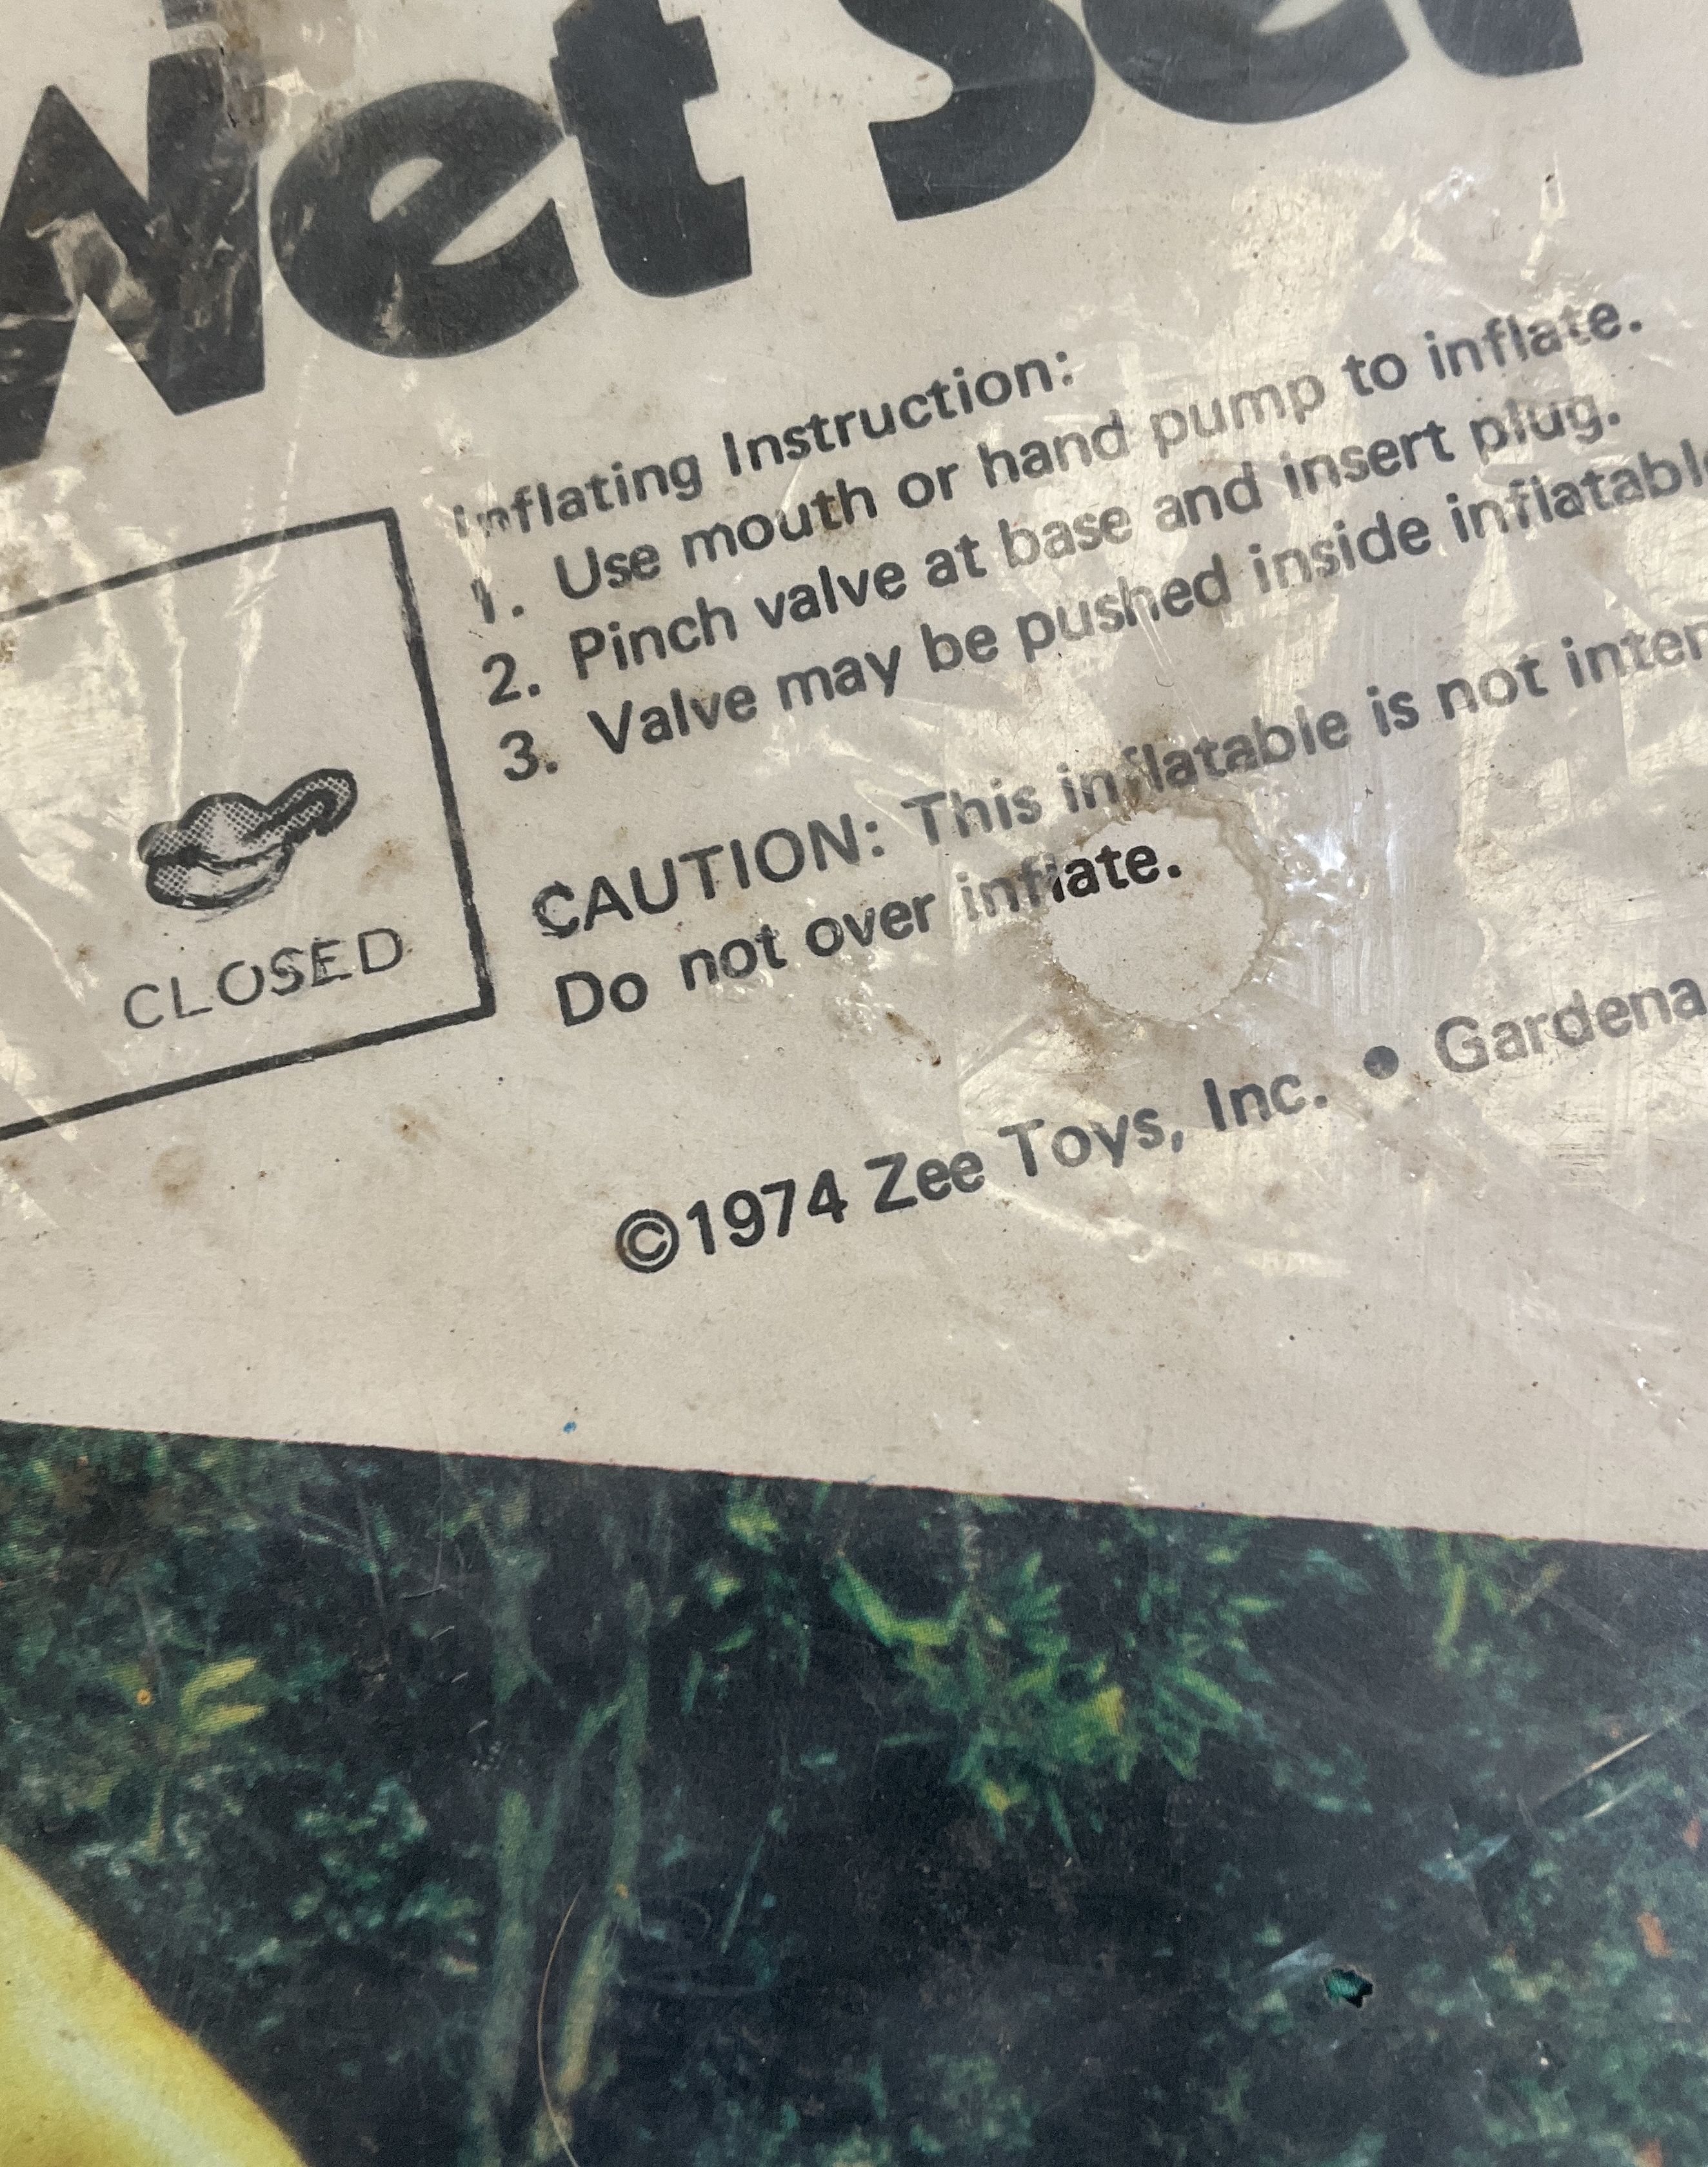 Wet Set
Inflating Instruction:
1. Use mouth or hand pump to inflate.
2. Pinch valve at base and insert plug.
3. Valve may be pushed inside inflatabl
CAUTION: This inflatable is not inten
Do not over inflate.
CLOSED
©1974 Zee Toys, Inc. • Gardena